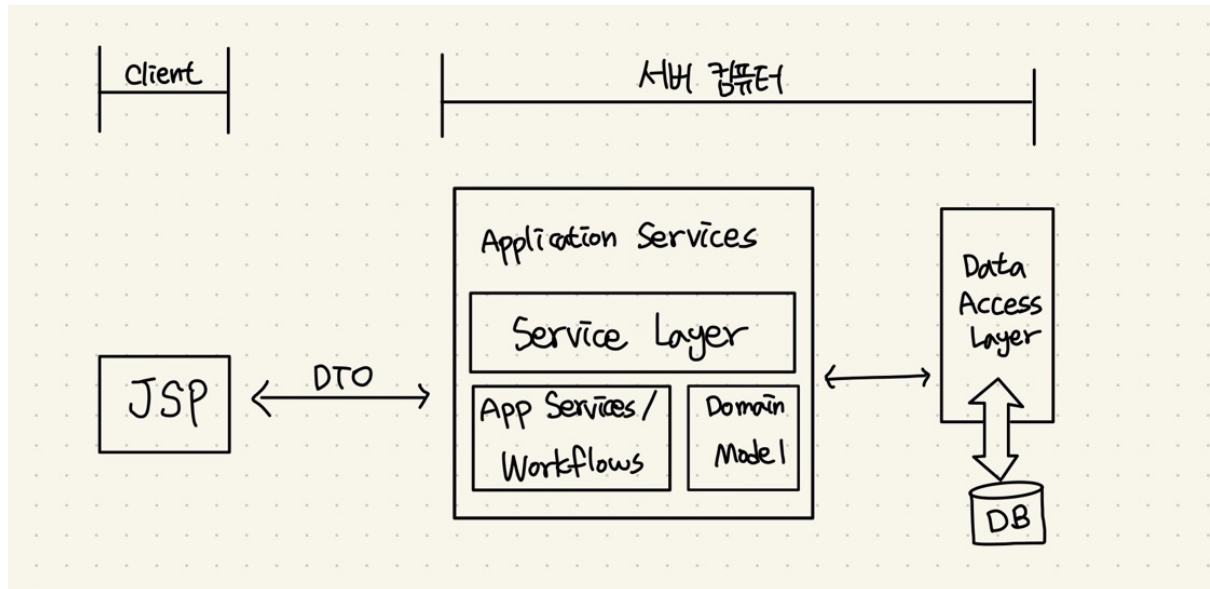 Client
서버 컴퓨터
Application Services
Service Layer
App Services/
Workflows
Domain
Model
Data
Access
Layer
JSP
DTO
DB